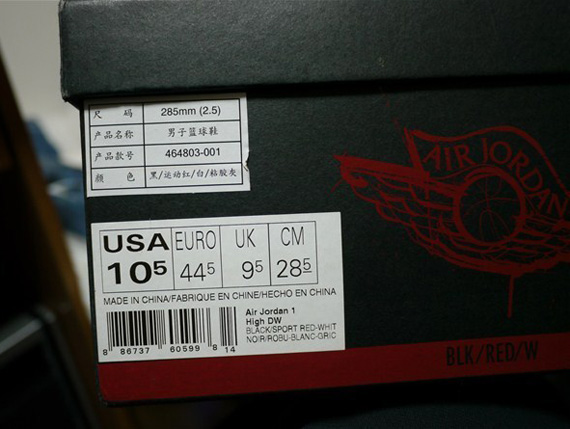 尺 码 285mm (2.5)
产品名称 男子篮球鞋
产品款号 464803-001
颜 色 黑/运动红/白/粘胶灰
AIR JORDAN
USA EURO UK CM
10⁵ 44⁵ 9⁵ 28⁵
MADE IN CHINA/FABRIQUE EN CHINE/HECHO EN CHINA
Air Jordan 1
High DW
BLACK/SPORT RED-WHIT
NOIR/ROBU-BLANC-GRIC
8 86737 60599 8 14
BLK/RED/W